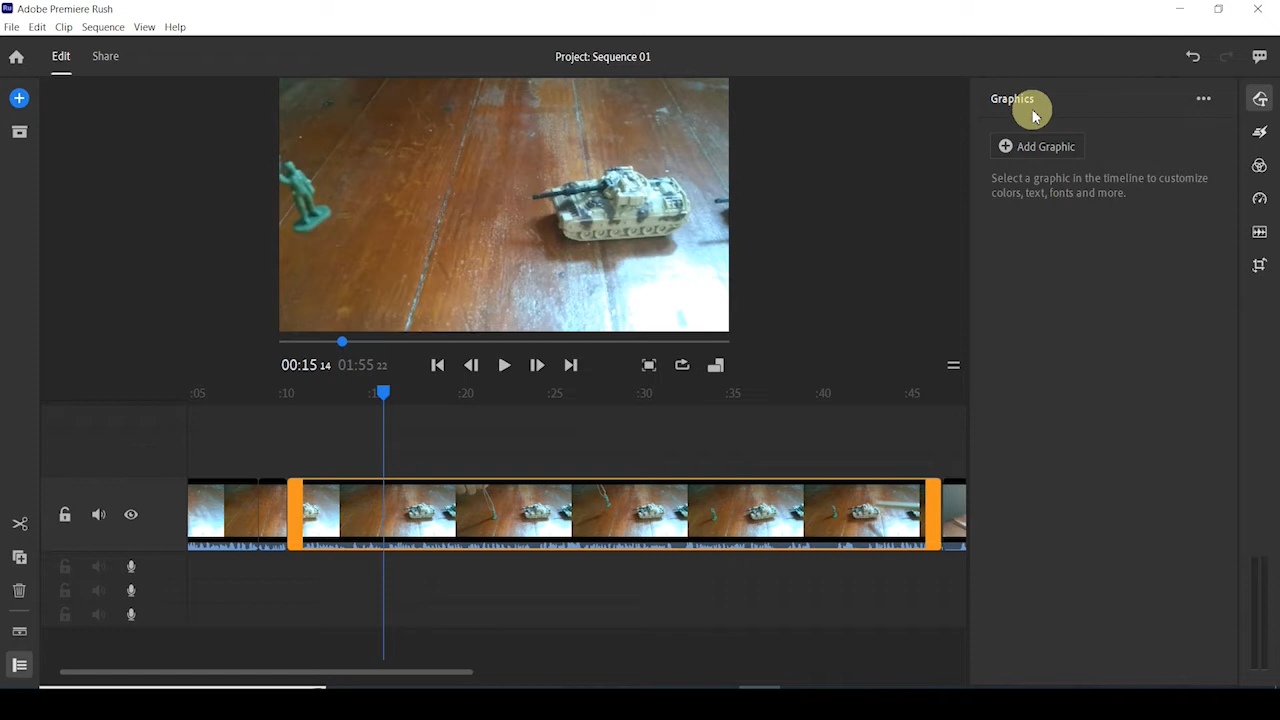 Ru Adobe Premiere Rush
File Edit Clip Sequence View Help
Edit Share Project: Sequence 01
Graphics
Add Graphic
Select a graphic in the timeline to customize
colors, text, fonts and more.
00:15 14 01:55 22
:05 :10 :20 :25 :30 :35 :40 :45